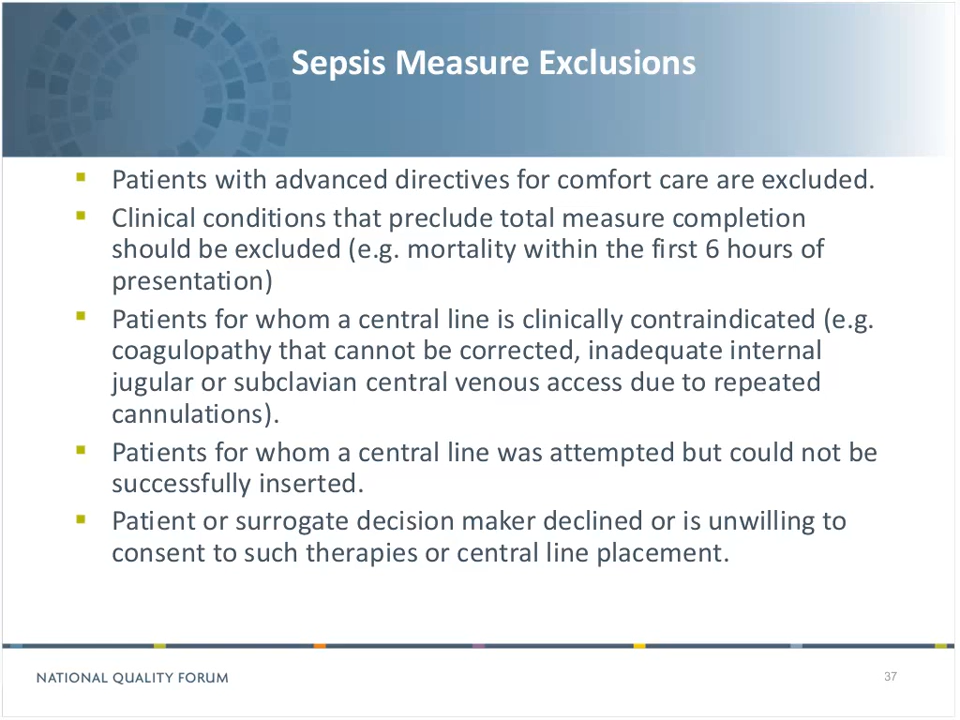 Sepsis Measure Exclusions
▪ Patients with advanced directives for comfort care are excluded.
▪ Clinical conditions that preclude total measure completion
should be excluded (e.g. mortality within the first 6 hours of
presentation)
▪ Patients for whom a central line is clinically contraindicated (e.g.
coagulopathy that cannot be corrected, inadequate internal
jugular or subclavian central venous access due to repeated
cannulations).
▪ Patients for whom a central line was attempted but could not be
successfully inserted.
▪ Patient or surrogate decision maker declined or is unwilling to
consent to such therapies or central line placement.
NATIONAL QUALITY FORUM
37